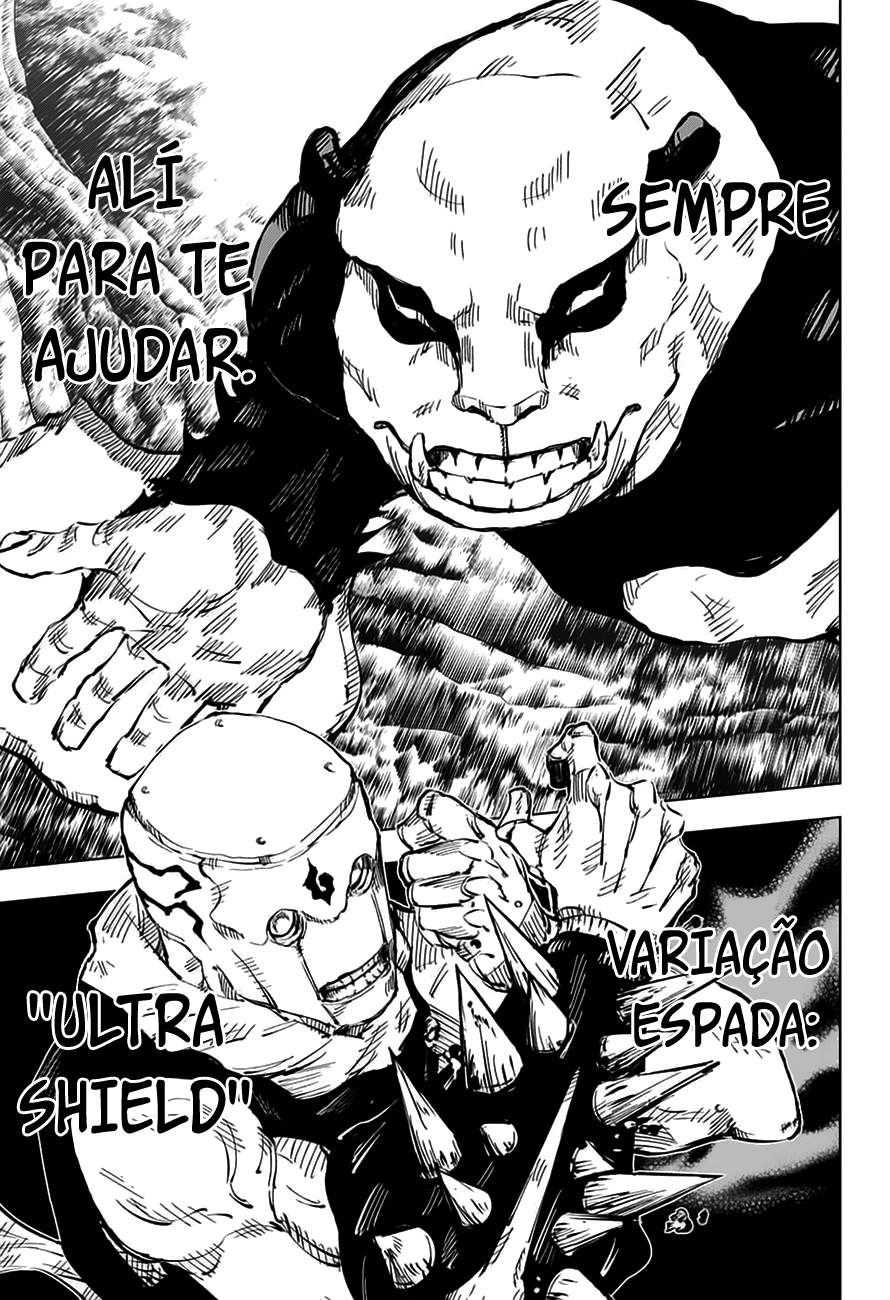 SEMPRE
ALÍ
PARA TE
AJUDAR.
VARIAÇÃO
ESPADA:
"ULTRA
SHIELD"